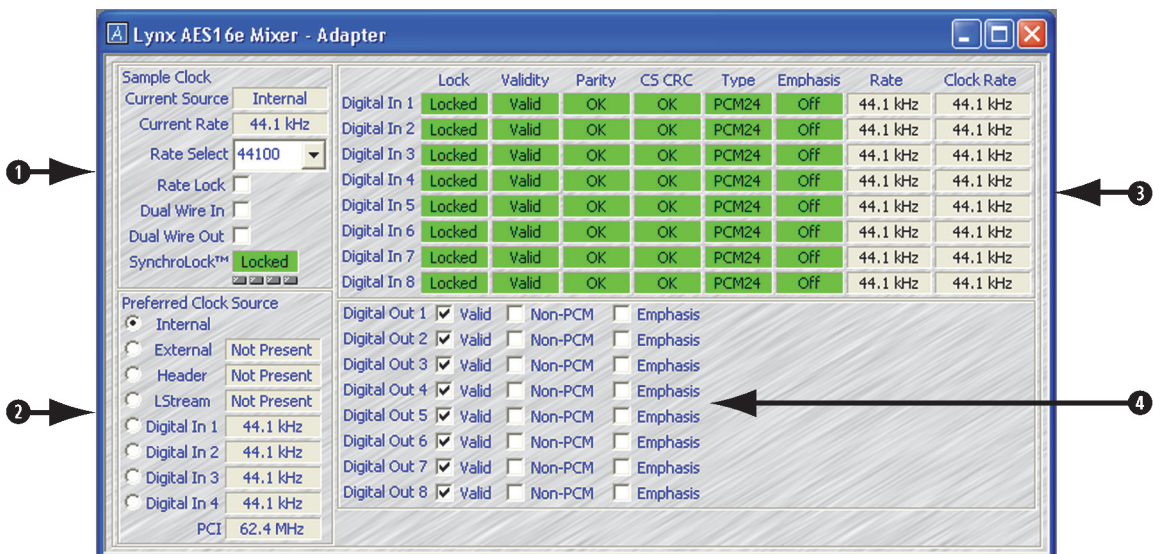 A Lynx AES16e Mixer - Adapter
Sample Clock
Current Source Internal
Current Rate 44.1 kHz
Rate Select 44100
Rate Lock
Dual Wire In
Dual Wire Out
SynchroLock™ Locked
Preferred Clock Source
Internal
External Not Present
Header Not Present
LStream Not Present
Digital In 1 44.1 kHz
Digital In 2 44.1 kHz
Digital In 3 44.1 kHz
Digital In 4 44.1 kHz
PCI 62.4 MHz
Lock Validity Parity CS CRC Type Emphasis Rate Clock Rate
Digital In 1 Locked Valid OK OK PCM24 Off 44.1 kHz 44.1 kHz
Digital In 2 Locked Valid OK OK PCM24 Off 44.1 kHz 44.1 kHz
Digital In 3 Locked Valid OK OK PCM24 Off 44.1 kHz 44.1 kHz
Digital In 4 Locked Valid OK OK PCM24 Off 44.1 kHz 44.1 kHz
Digital In 5 Locked Valid OK OK PCM24 Off 44.1 kHz 44.1 kHz
Digital In 6 Locked Valid OK OK PCM24 Off 44.1 kHz 44.1 kHz
Digital In 7 Locked Valid OK OK PCM24 Off 44.1 kHz 44.1 kHz
Digital In 8 Locked Valid OK OK PCM24 Off 44.1 kHz 44.1 kHz
Digital Out 1 Valid Non-PCM Emphasis
Digital Out 2 Valid Non-PCM Emphasis
Digital Out 3 Valid Non-PCM Emphasis
Digital Out 4 Valid Non-PCM Emphasis
Digital Out 5 Valid Non-PCM Emphasis
Digital Out 6 Valid Non-PCM Emphasis
Digital Out 7 Valid Non-PCM Emphasis
Digital Out 8 Valid Non-PCM Emphasis
1
2
3
4